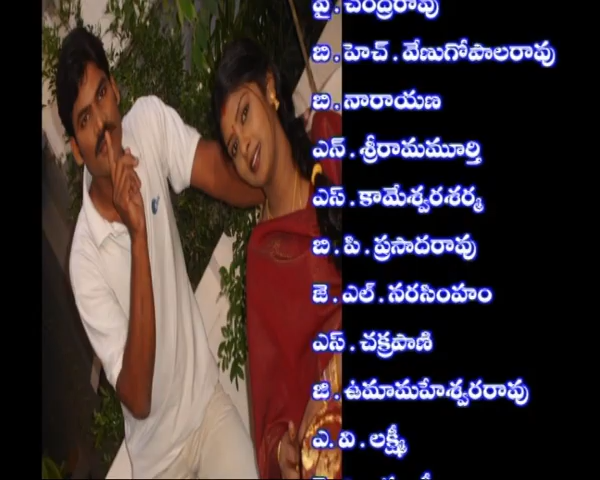 వై.చంద్రరావు
బి.హెచ్.వేణుగోపాలరావు
బి.నారాయణ
ఎన్.శ్రీరామమూర్తి
ఎస్.కామేశ్వరశర్మ
బి.పి.ప్రసాదరావు
జె.ఎల్.నరసింహం
ఎస్.చక్రపాణి
జి.ఉమామహేశ్వరరావు
ఎ.వి.లక్ష్మీ